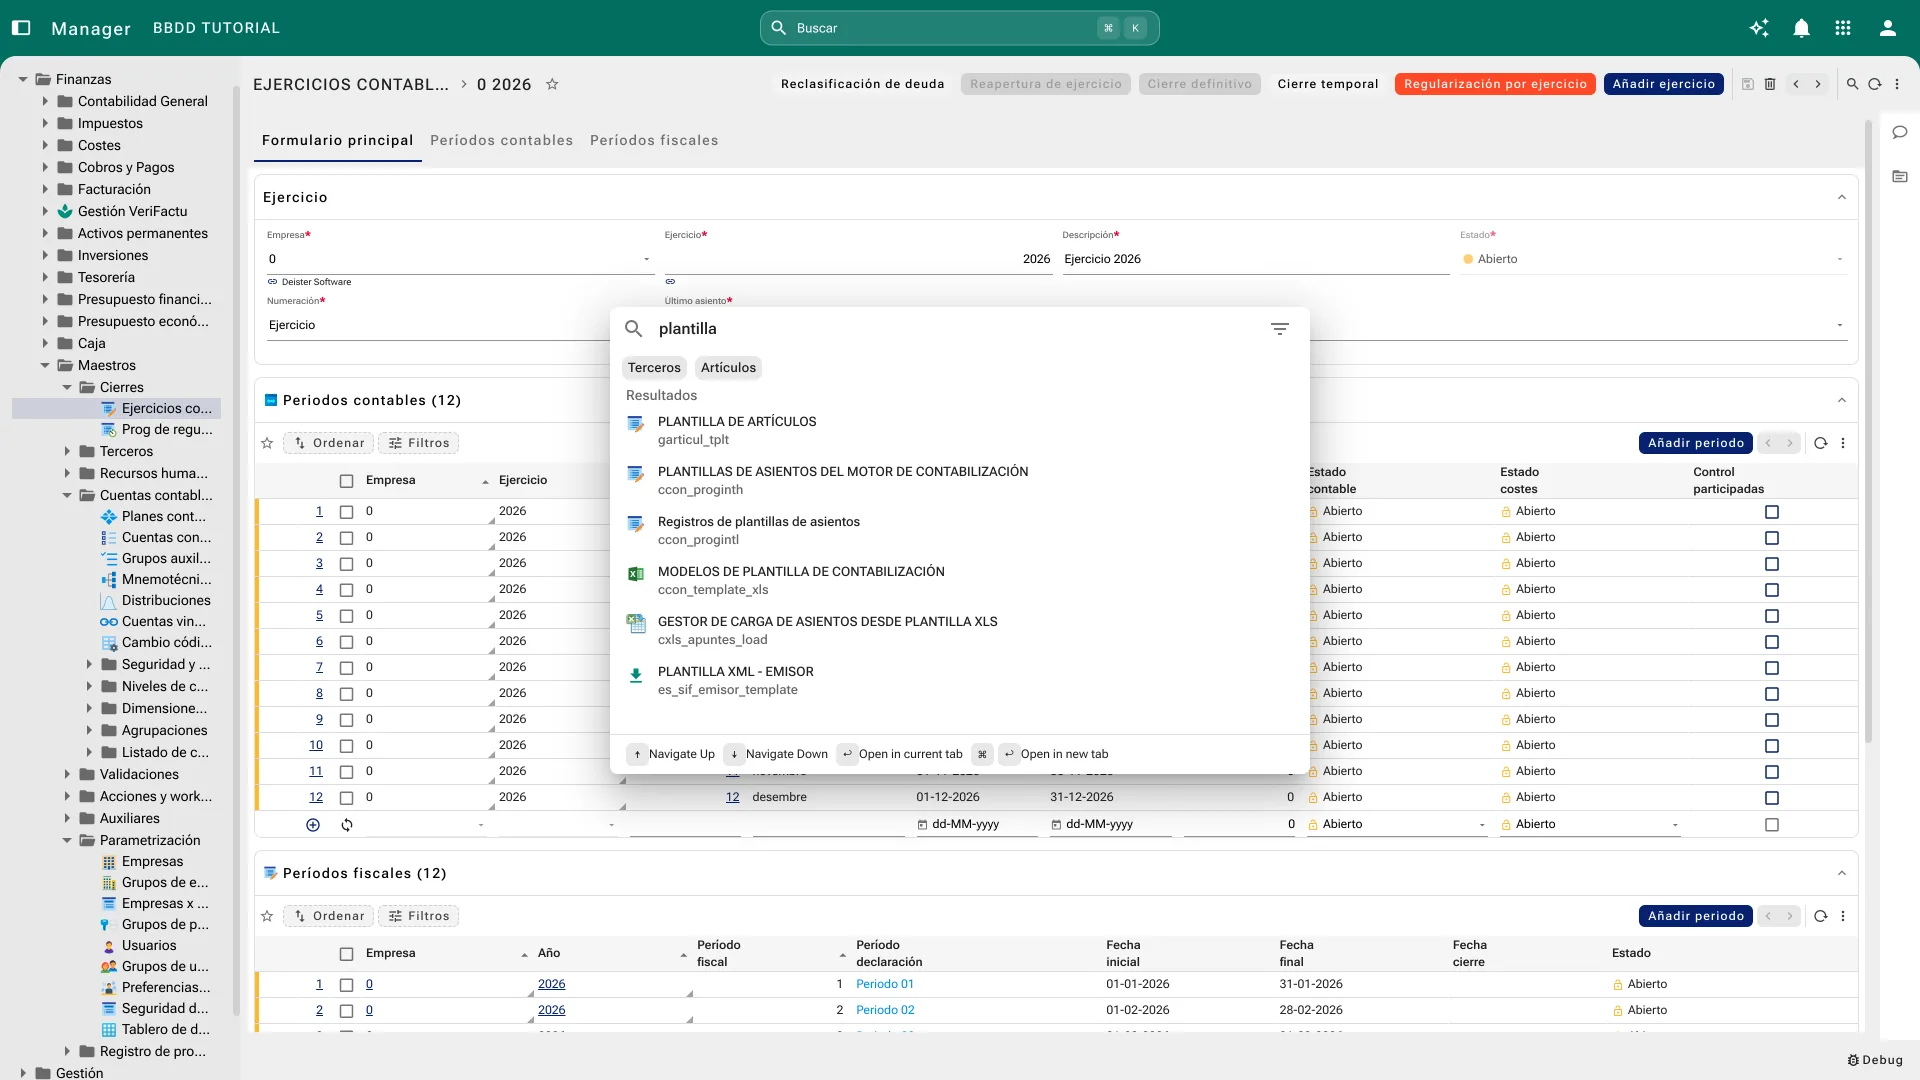 Manager
BBDD TUTORIAL
Buscar
⌘
K
Finanzas
Contabilidad General
Impuestos
Costes
Cobros y Pagos
Facturación
Gestión VeriFactu
Activos permanentes
Inversiones
Tesorería
Presupuesto financi...
Presupuesto econó...
Caja
Maestros
Cierres
Ejercicios co...
Prog de regu...
Terceros
Recursos huma...
Cuentas contabl...
Planes cont...
Cuentas con...
Grupos auxil...
Mnemotécni...
Distribuciones
Cuentas vin...
Cambio códi...
Seguridad y ...
Niveles de c...
Dimensione...
Agrupaciones
Listado de c...
Validaciones
Acciones y work...
Auxiliares
Parametrización
Empresas
Grupos de e...
Empresas x ...
Grupos de p...
Usuarios
Grupos de u...
Preferencias...
Seguridad d...
Tablero de d...
Registro de pro...
Gestión
EJERCICIOS CONTABL... > 0 2026
Reclasificación de deuda
Reapertura de ejercicio
Cierre definitivo
Cierre temporal
Regularización por ejercicio
Añadir ejercicio
Formulario principal
Períodos contables
Períodos fiscales
Ejercicio
Empresa*
Ejercicio*
Descripción*
Estado*
0
2026
Ejercicio 2026
Abierto
Deister Software
Numeración*
Último asiento*
Ejercicio
plantilla
Terceros
Artículos
Resultados
PLANTILLA DE ARTÍCULOS
garticul_tplt
PLANTILLAS DE ASIENTOS DEL MOTOR DE CONTABILIZACIÓN
ccon_proginth
Registros de plantillas de asientos
ccon_progintl
MODELOS DE PLANTILLA DE CONTABILIZACIÓN
ccon_template_xls
GESTOR DE CARGA DE ASIENTOS DESDE PLANTILLA XLS
cxls_apuntes_load
PLANTILLA XML - EMISOR
es_sif_emisor_template
Navigate Up
Navigate Down
Open in current tab
⌘
Open in new tab
Periodos contables (12)
Ordenar
Filtros
Añadir periodo
Empresa
Ejercicio
Estado contable
Estado costes
Control participadas
1 0 2026 Abierto Abierto
2 0 2026 Abierto Abierto
3 0 2026 Abierto Abierto
4 0 2026 Abierto Abierto
5 0 2026 Abierto Abierto
6 0 2026 Abierto Abierto
7 0 2026 Abierto Abierto
8 0 2026 Abierto Abierto
9 0 2026 Abierto Abierto
10 0 2026 Abierto Abierto
11 0 2026 Abierto Abierto
12 0 2026 12 desembre 01-12-2026 31-12-2026 0 Abierto Abierto
dd-MM-yyyy dd-MM-yyyy 0 Abierto Abierto
Períodos fiscales (12)
Ordenar
Filtros
Añadir periodo
Empresa
Año
Período fiscal
Período declaración
Fecha inicial
Fecha final
Fecha cierre
Estado
1 0 2026 1 Periodo 01 01-01-2026 31-01-2026 Abierto
2 0 2026 2 Periodo 02 01-02-2026 28-02-2026 Abierto
Debug